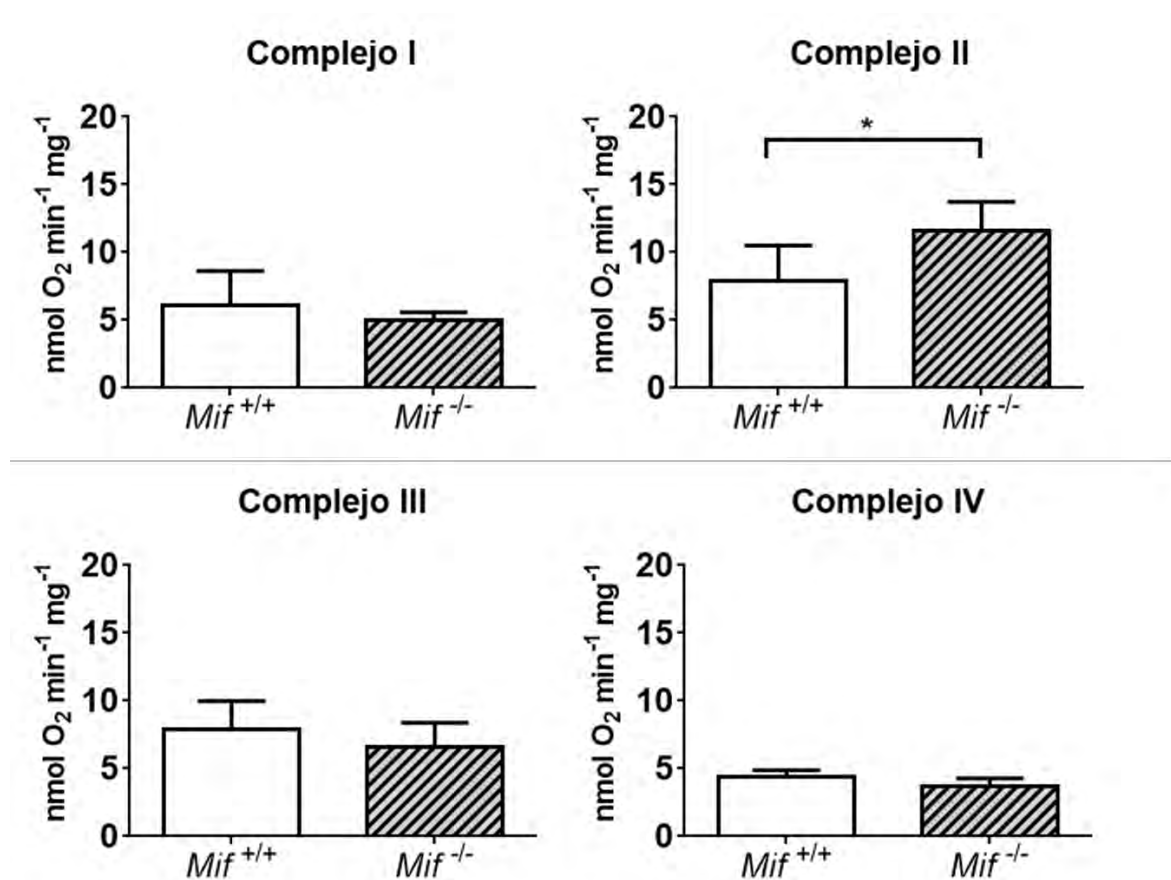 Complejo I
nmol O₂ min⁻¹ mg⁻¹
20
15
10
5
0
Mif +/+
Mif -/-
Complejo II
nmol O₂ min⁻¹ mg⁻¹
20
15
10
5
0
*
Mif +/+
Mif -/-
Complejo III
nmol O₂ min⁻¹ mg⁻¹
20
15
10
5
0
Mif +/+
Mif -/-
Complejo IV
nmol O₂ min⁻¹ mg⁻¹
20
15
10
5
0
Mif +/+
Mif -/-